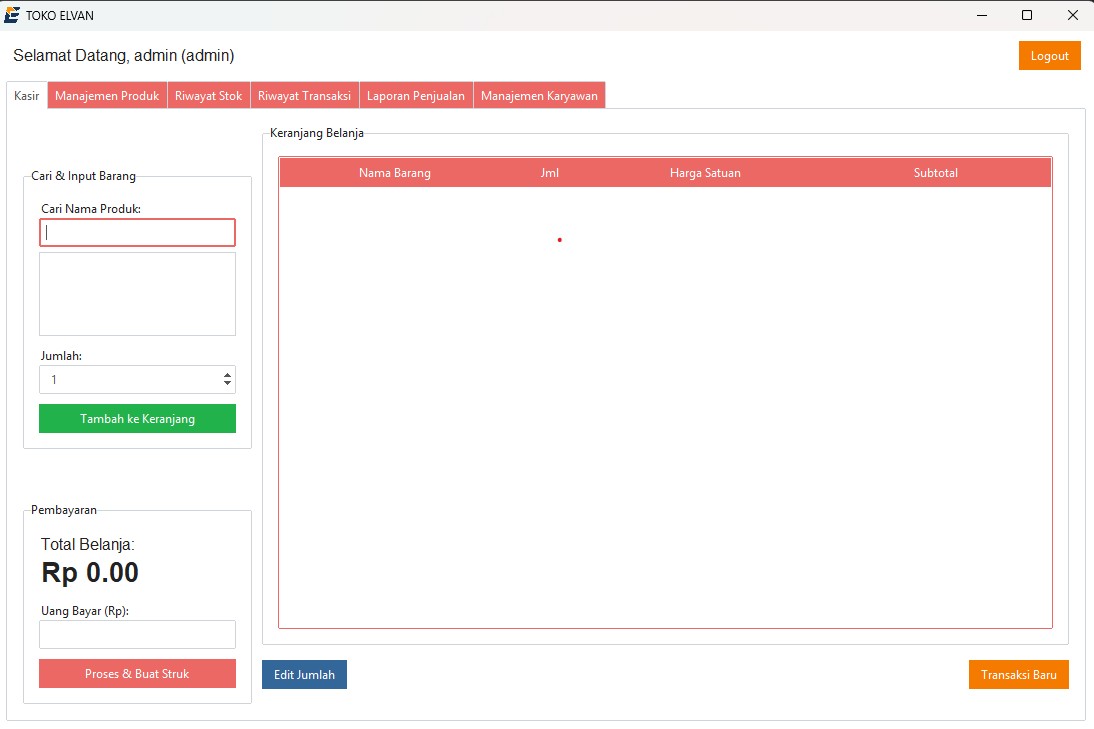 TOKO ELVAN
Selamat Datang, admin (admin)
Logout
Kasir
Manajemen Produk
Riwayat Stok
Riwayat Transaksi
Laporan Penjualan
Manajemen Karyawan
Cari & Input Barang
Cari Nama Produk:
Jumlah:
1
Tambah ke Keranjang
Pembayaran
Total Belanja:
Rp 0.00
Uang Bayar (Rp):
Proses & Buat Struk
Keranjang Belanja
Nama Barang
Jml
Harga Satuan
Subtotal
Edit Jumlah
Transaksi Baru